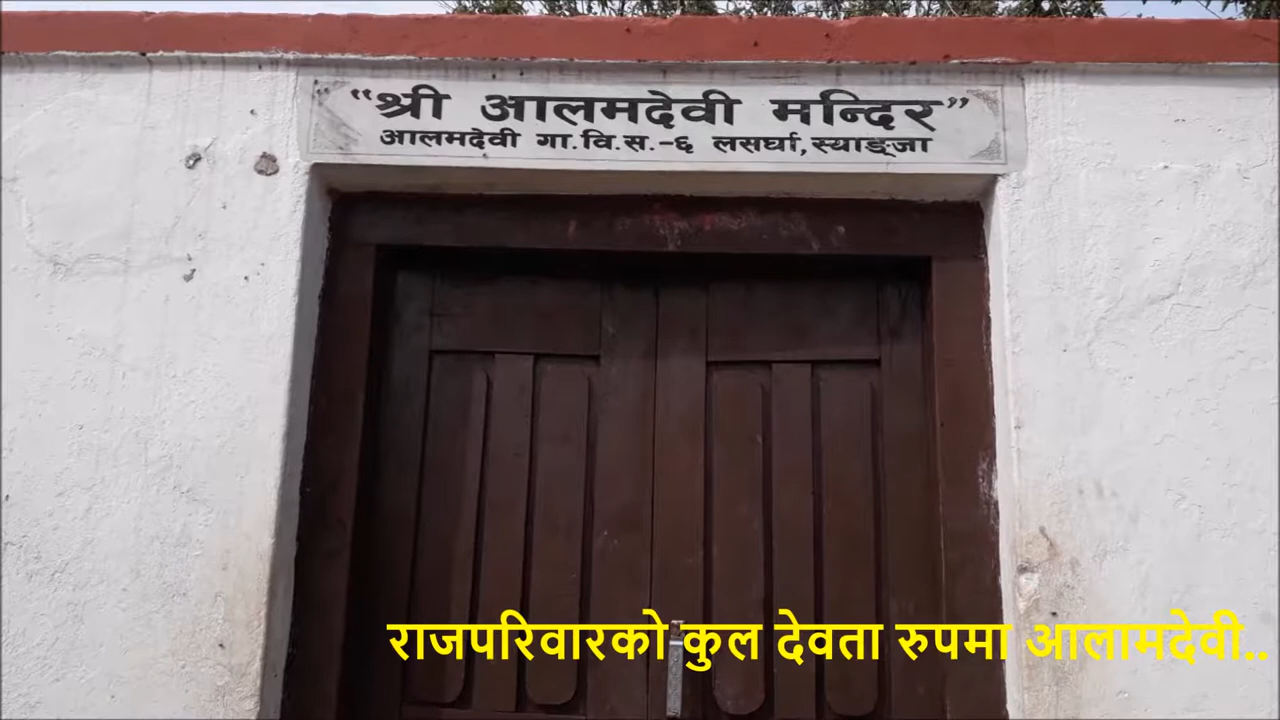 “श्री आलमदेवी मन्दिर”
आलमदेवी गा.वि.स.-६ लसर्घा,स्याङ्जा
राजपरिवारको कुल देवता रुपमा आलामदेवी..